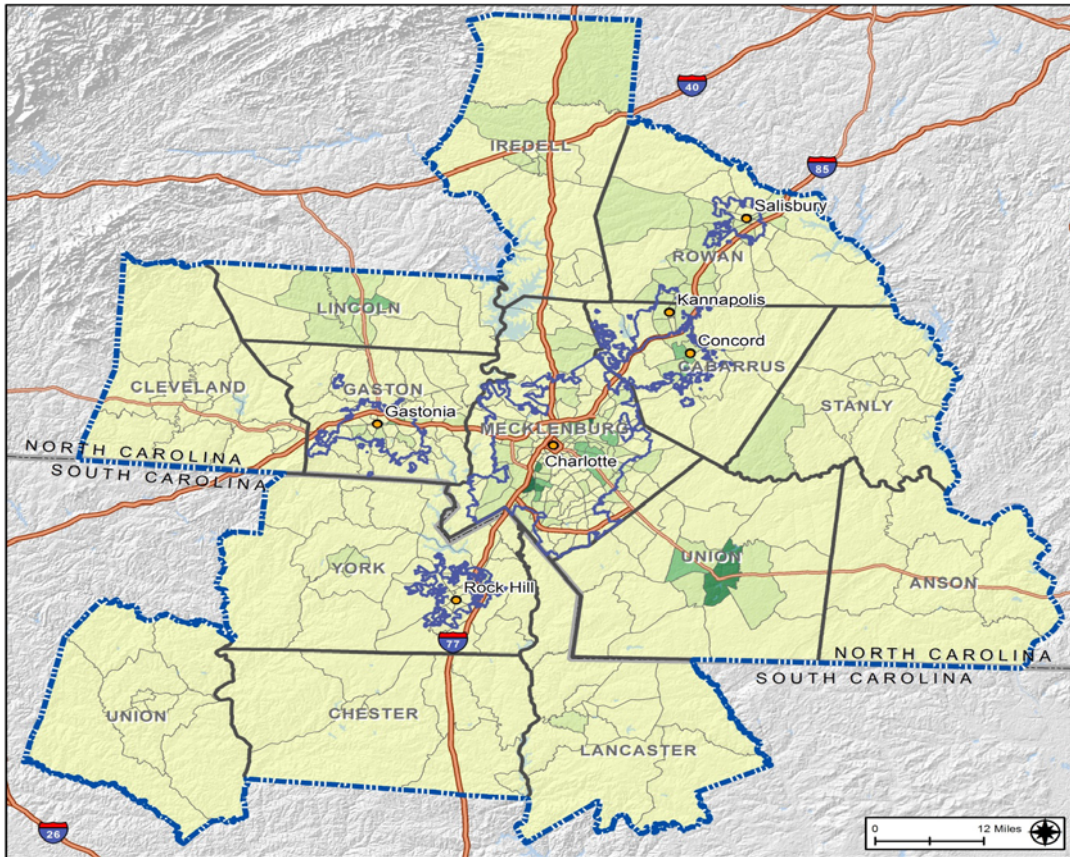 40
85
IREDELL
Salisbury
ROWAN
Kannapolis
LINCOLN
Concord
CABARRUS
CLEVELAND
GASTON
STANLY
Gastonia
MECKLENBURG
Charlotte
NORTH CAROLINA
SOUTH CAROLINA
UNION
YORK
ANSON
Rock Hill
77
NORTH CAROLINA
SOUTH CAROLINA
UNION
CHESTER
LANCASTER
26
0 12 Miles